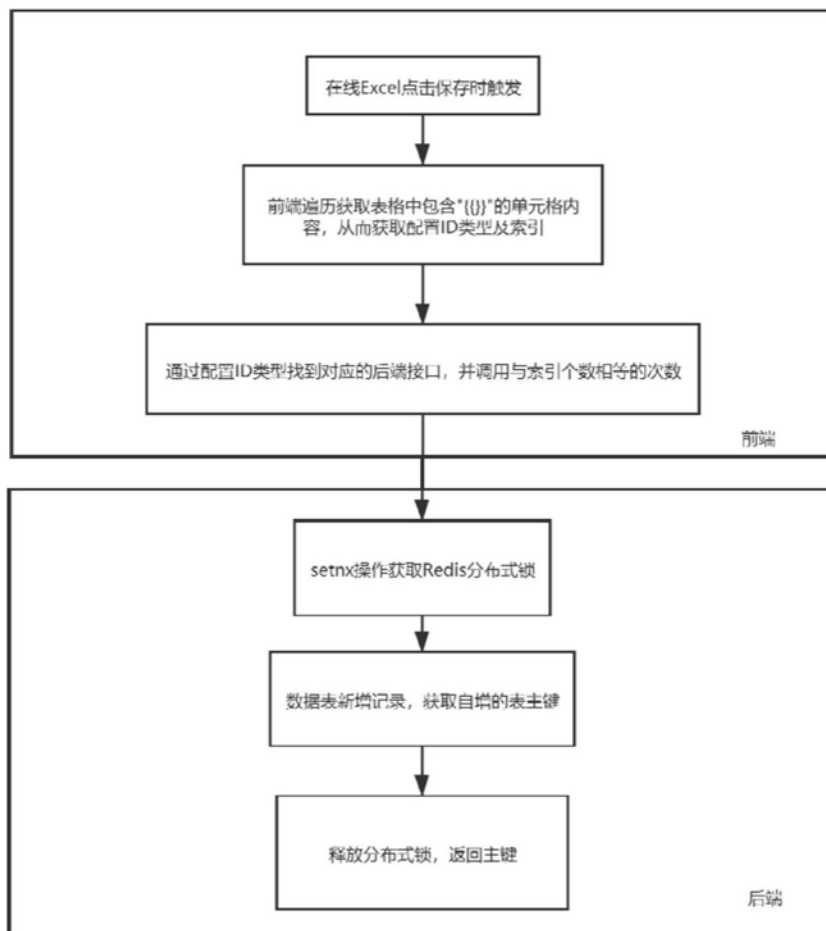 在线Excel点击保存时触发
前端遍历获取表格中包含"{{}}"的单元格内
容，从而获取配置ID类型及索引
通过配置ID类型找到对应的后端接口，并调用与索引个数相等的次数
前端
setnx操作获取Redis分布式锁
数据表新增记录，获取自增的表主键
释放分布式锁，返回主键
后端